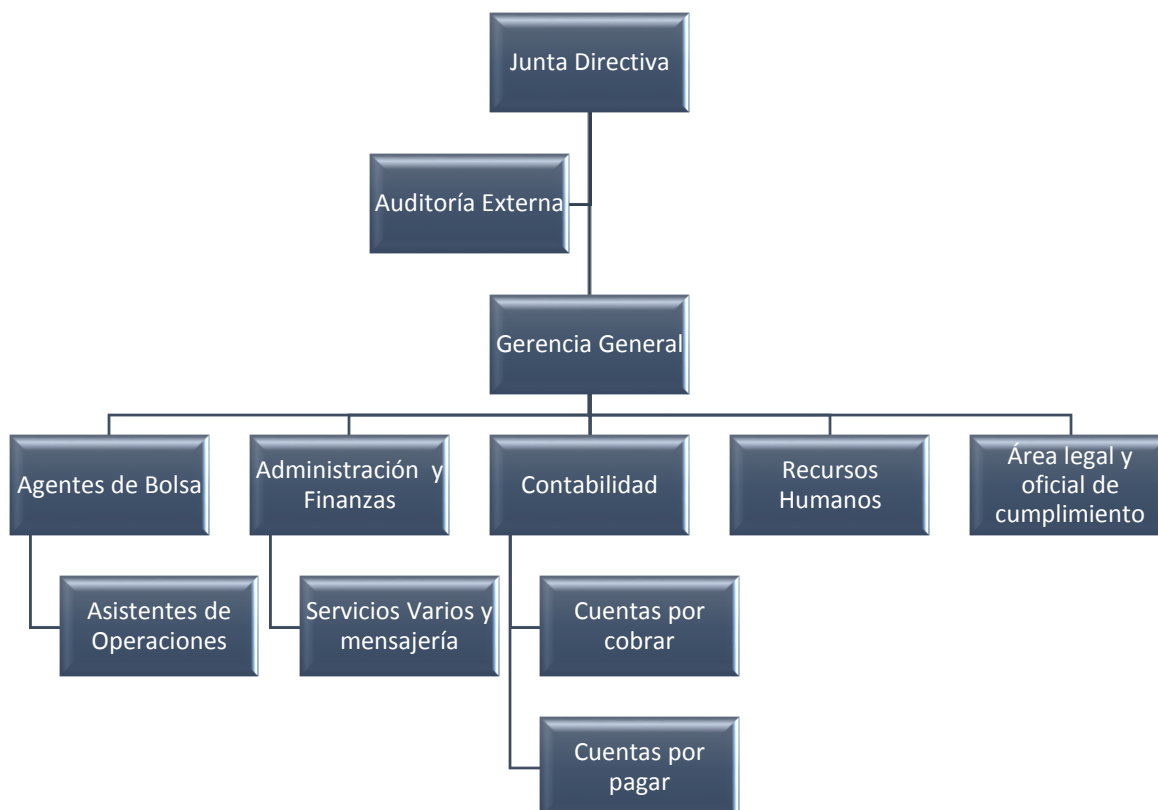 Junta Directiva
Auditoría Externa
Gerencia General
Agentes de Bolsa
Administración y
Finanzas
Contabilidad
Recursos
Humanos
Área legal y
oficial de
cumplimiento
Asistentes de
Operaciones
Servicios Varios y
mensajería
Cuentas por
cobrar
Cuentas por
pagar